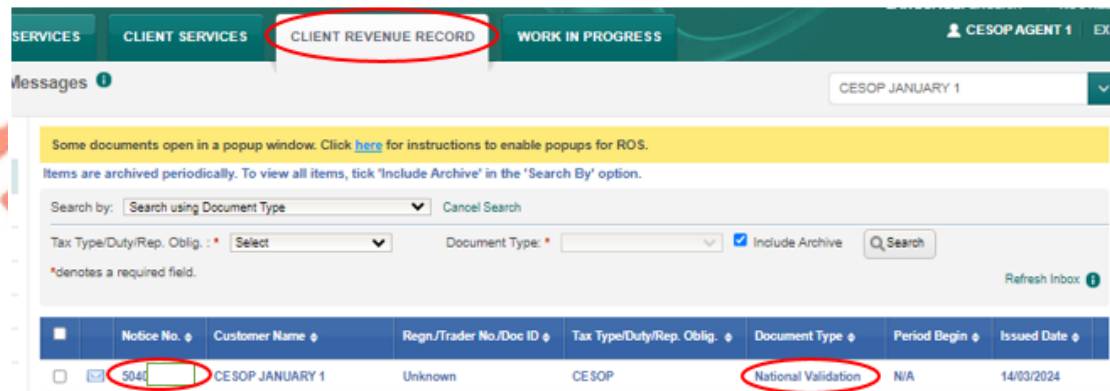 SERVICES CLIENT SERVICES CLIENT REVENUE RECORD WORK IN PROGRESS CESOP AGENT 1 EX
Messages CESOP JANUARY 1
Some documents open in a popup window. Click here for instructions to enable popups for ROS.
Items are archived periodically. To view all items, tick 'Include Archive' in the 'Search By' option.
Search by: Search using Document Type Cancel Search
Tax Type/Duty/Rep. Oblig. : * Select Document Type: * Include Archive Search
*denotes a required field.
Refresh Inbox
Notice No. Customer Name Regn./Trader No./Doc ID Tax Type/Duty/Rep. Oblig. Document Type Period Begin Issued Date
5040 CESOP JANUARY 1 Unknown CESOP National Validation N/A 14/03/2024